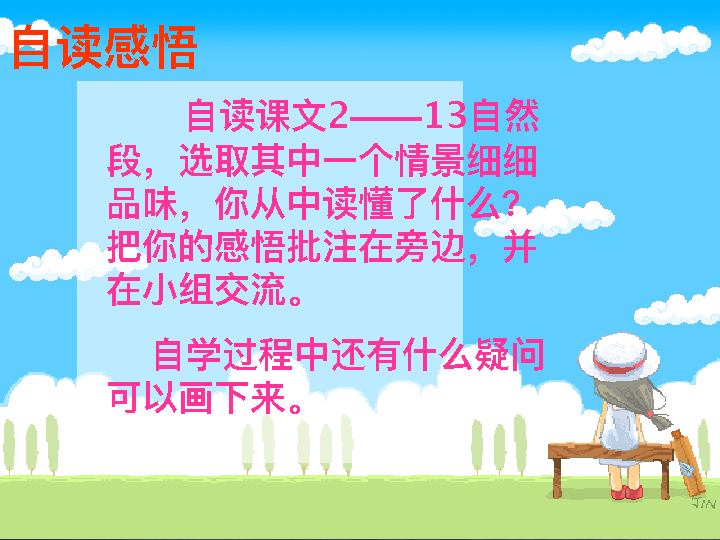 自读感悟
自读课文2——13自然
段，选取其中一个情景细细
品味，你从中读懂了什么？
把你的感悟批注在旁边，并
在小组交流。
自学过程中还有什么疑问
可以画下来。
JIN